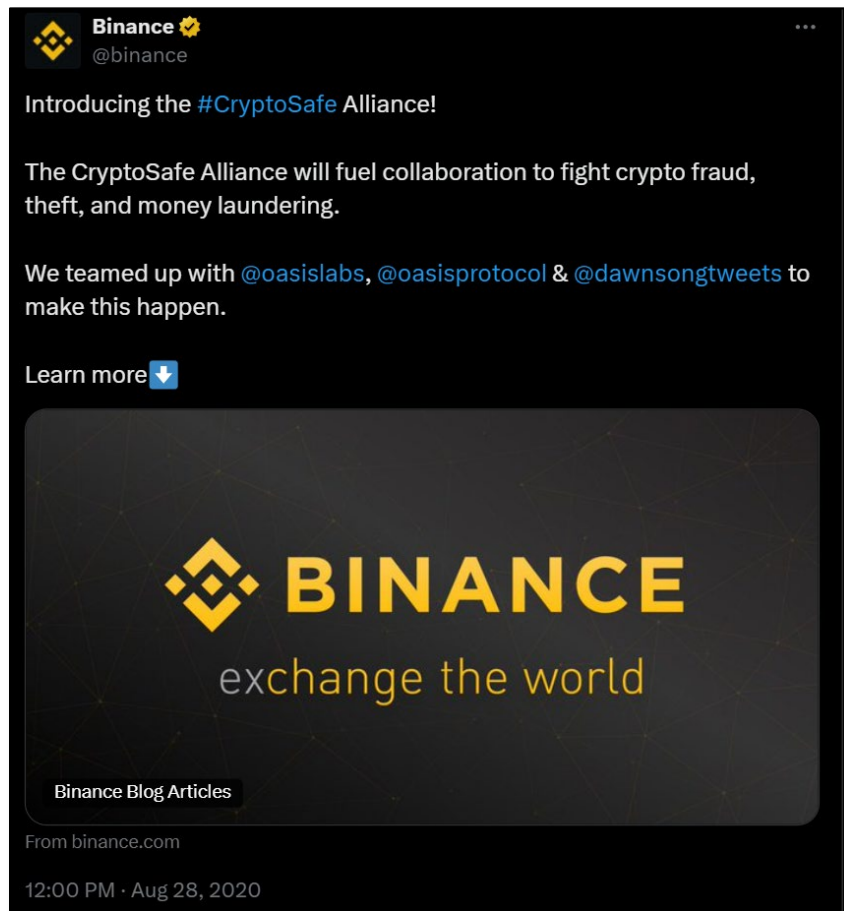 Binance
@binance
Introducing the #CryptoSafe Alliance!
The CryptoSafe Alliance will fuel collaboration to fight crypto fraud,
theft, and money laundering.
We teamed up with @oasislabs, @oasisprotocol & @dawnsongtweets to
make this happen.
Learn more⬇️
BINANCE
exchange the world
Binance Blog Articles
From binance.com
12:00 PM · Aug 28, 2020